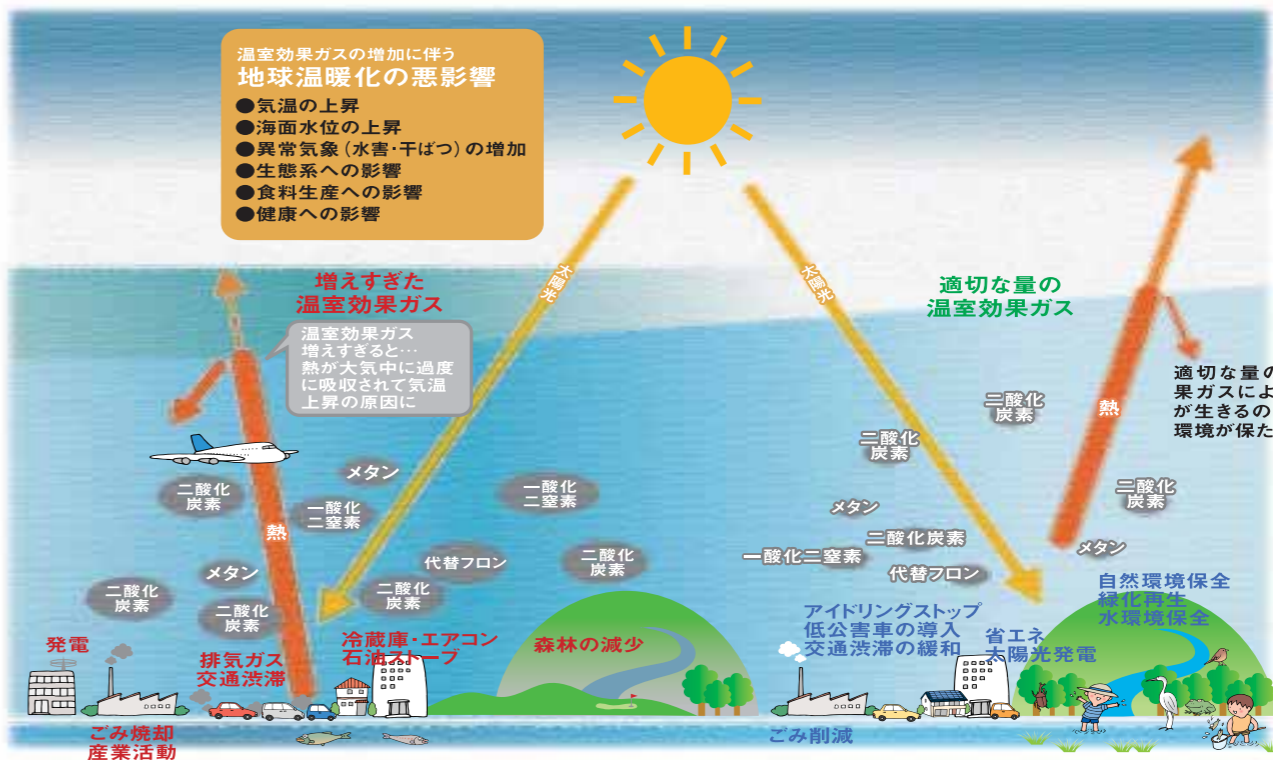 温室効果ガスの増加に伴う
地球温暖化の悪影響
●気温の上昇
●海面水位の上昇
●異常気象（水害・干ばつ）の増加
●生態系への影響
●食料生産への影響
●健康への影響
増えすぎた
温室効果ガス
温室効果ガス
増えすぎると…
熱が大気中に過度
に吸収されて気温
上昇の原因に
太陽光
熱
メタン
二酸化
炭素
一酸化
二窒素
一酸化
二窒素
代替フロン
二酸化
炭素
メタン
二酸化
炭素
二酸化
炭素
二酸化
炭素
発電
排気ガス
交通渋滞
冷蔵庫・エアコン
石油ストーブ
森林の減少
ごみ焼却
産業活動
太陽光
適切な量の
温室効果ガス
適切な量の
果ガスによ
が生きるの
環境が保た
熱
二酸化
炭素
二酸化
炭素
二酸化
炭素
メタン
二酸化炭素
メタン
一酸化二窒素
代替フロン
アイドリングストップ
低公害車の導入
交通渋滞の緩和
省エネ
太陽光発電
自然環境保全
緑化再生
水環境保全
ごみ削減